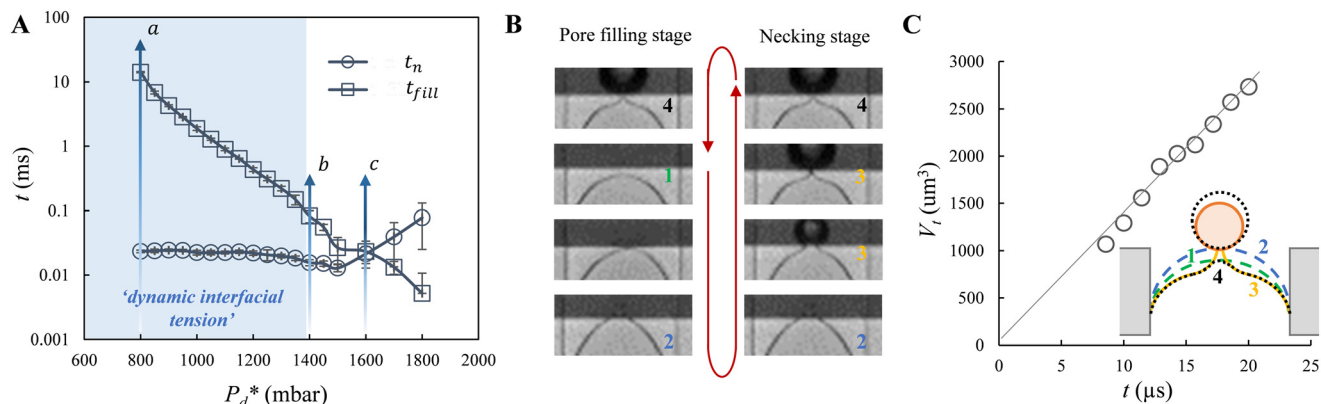 A
t (ms)
100
10
1
0.1
0.01
0.001
a
b
c
t_n
t_fill
'dynamic interfacial
tension'
600
800
1000
1200
1400
1600
1800
2000
P_d* (mbar)
B
Pore filling stage
Necking stage
4
4
1
3
3
2
2
C
V_t (um³)
3000
2500
2000
1500
1000
500
0
1
2
4
3
0
5
10
15
20
25
t (µs)